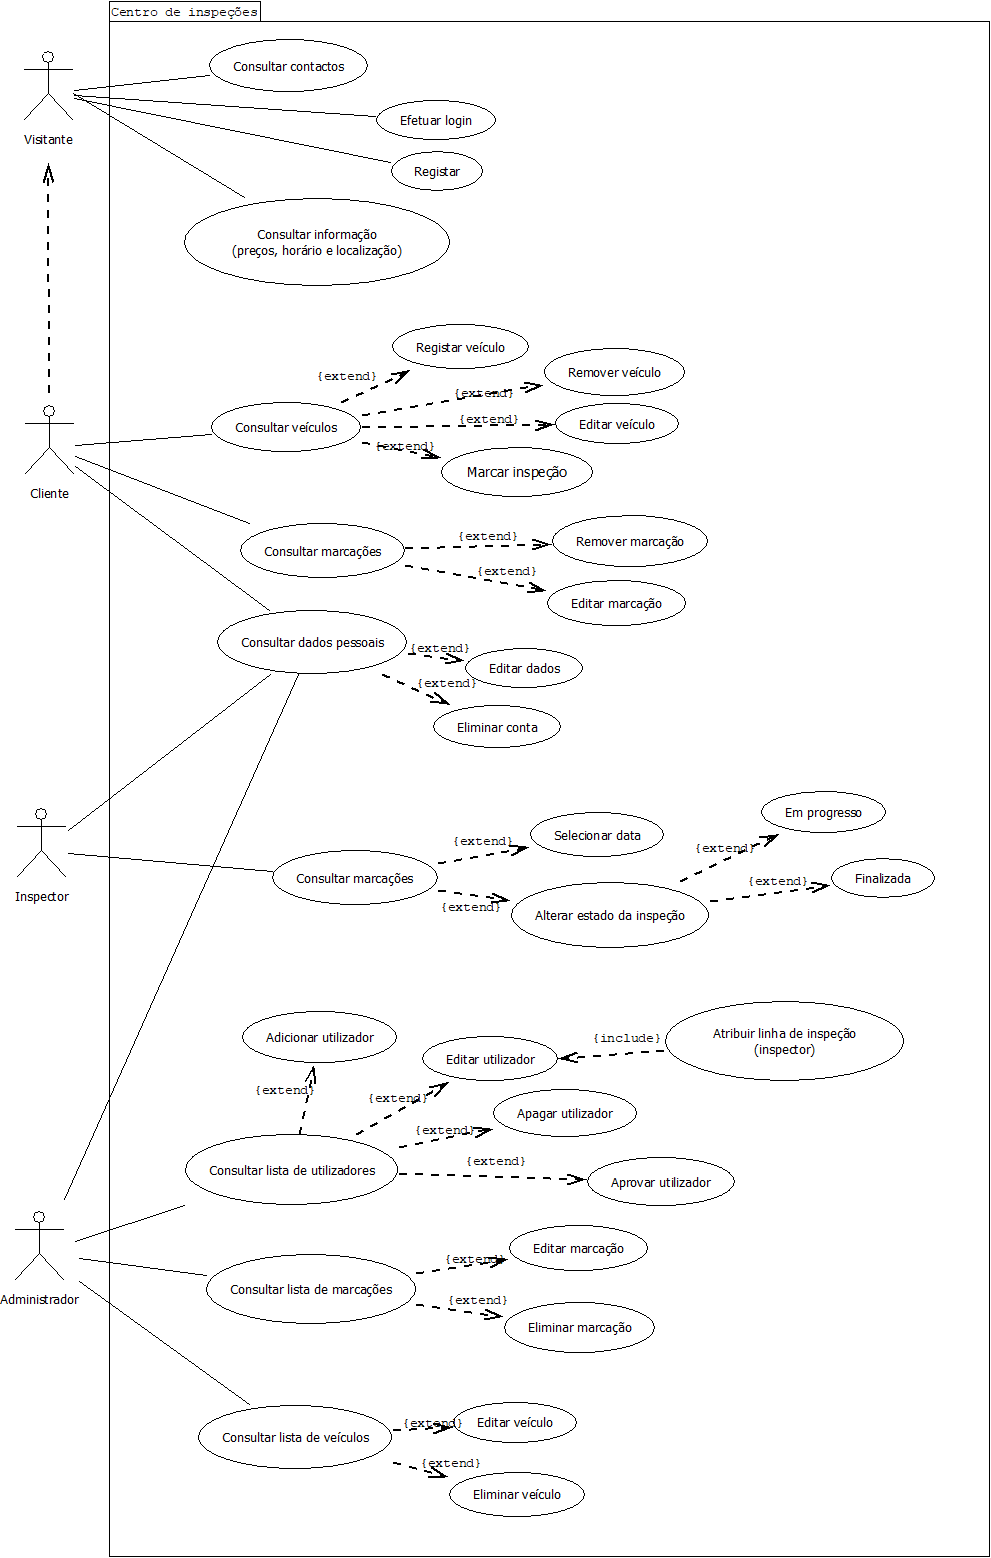 Centro de inspeções
Consultar contactos
Visitante
Efetuar login
Registar
Consultar informação
(preços, horário e localização)
Registar veículo
{extend}
Remover veículo
{extend}
Consultar veículos
{extend}
Editar veículo
{extend}
Marcar inspeção
Cliente
Consultar marcações
{extend}
Remover marcação
{extend}
Editar marcação
Consultar dados pessoais
{extend}
Editar dados
{extend}
Eliminar conta
Inspector
Consultar marcações
{extend}
Selecionar data
{extend}
Alterar estado da inspeção
{extend}
Em progresso
{extend}
Finalizada
Adicionar utilizador
{extend}
Editar utilizador
{extend}
{include}
Atribuir linha de inspeção
(inspector)
{extend}
Apagar utilizador
Consultar lista de utilizadores
{extend}
Aprovar utilizador
Administrador
Consultar lista de marcações
{extend}
Editar marcação
{extend}
Eliminar marcação
Consultar lista de veículos
{extend}
Editar veículo
{extend}
Eliminar veículo